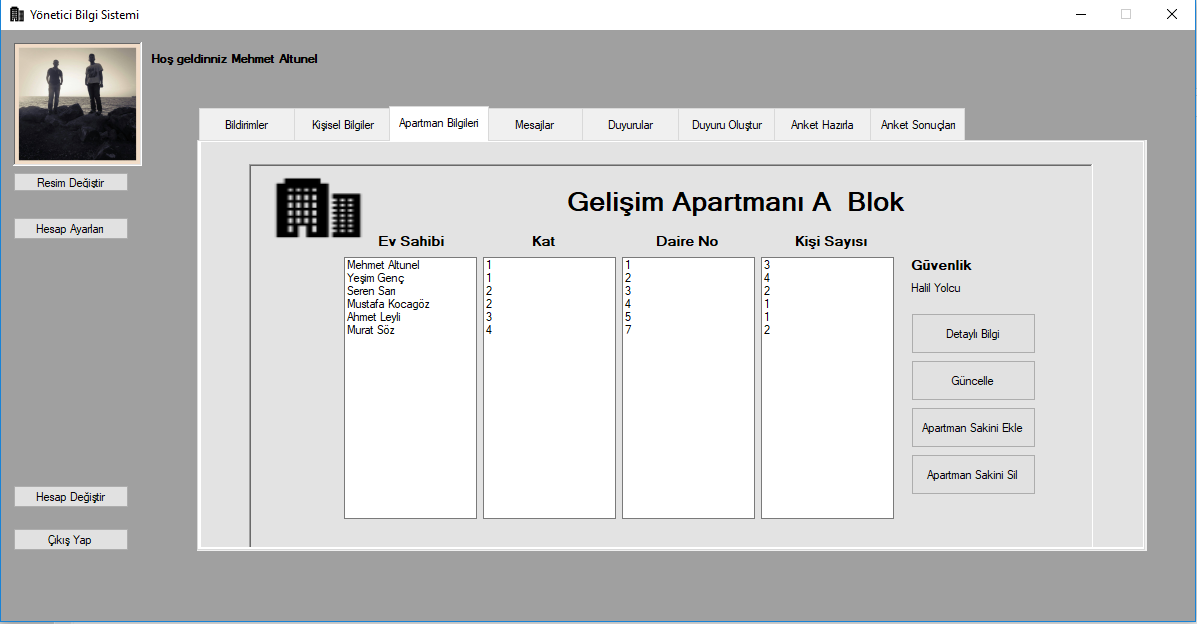 Yönetici Bilgi Sistemi
Hoş geldinniz Mehmet Altunel
Resim Değiştir
Hesap Ayarları
Hesap Değiştir
Çıkış Yap
Bildirimler Kişisel Bilgiler Apartman Bilgileri Mesajlar Duyurular Duyuru Oluştur Anket Hazırla Anket Sonuçları
Gelişim Apartmanı A Blok
Ev Sahibi Kat Daire No Kişi Sayısı
Mehmet Altunel 1 1 3
Yeşim Genç 1 2 4
Seren Sarı 2 3 2
Mustafa Kocagöz 2 4 1
Ahmet Leyli 3 5 1
Murat Söz 4 7 2
Güvenlik
Halil Yolcu
Detaylı Bilgi
Güncelle
Apartman Sakini Ekle
Apartman Sakini Sil